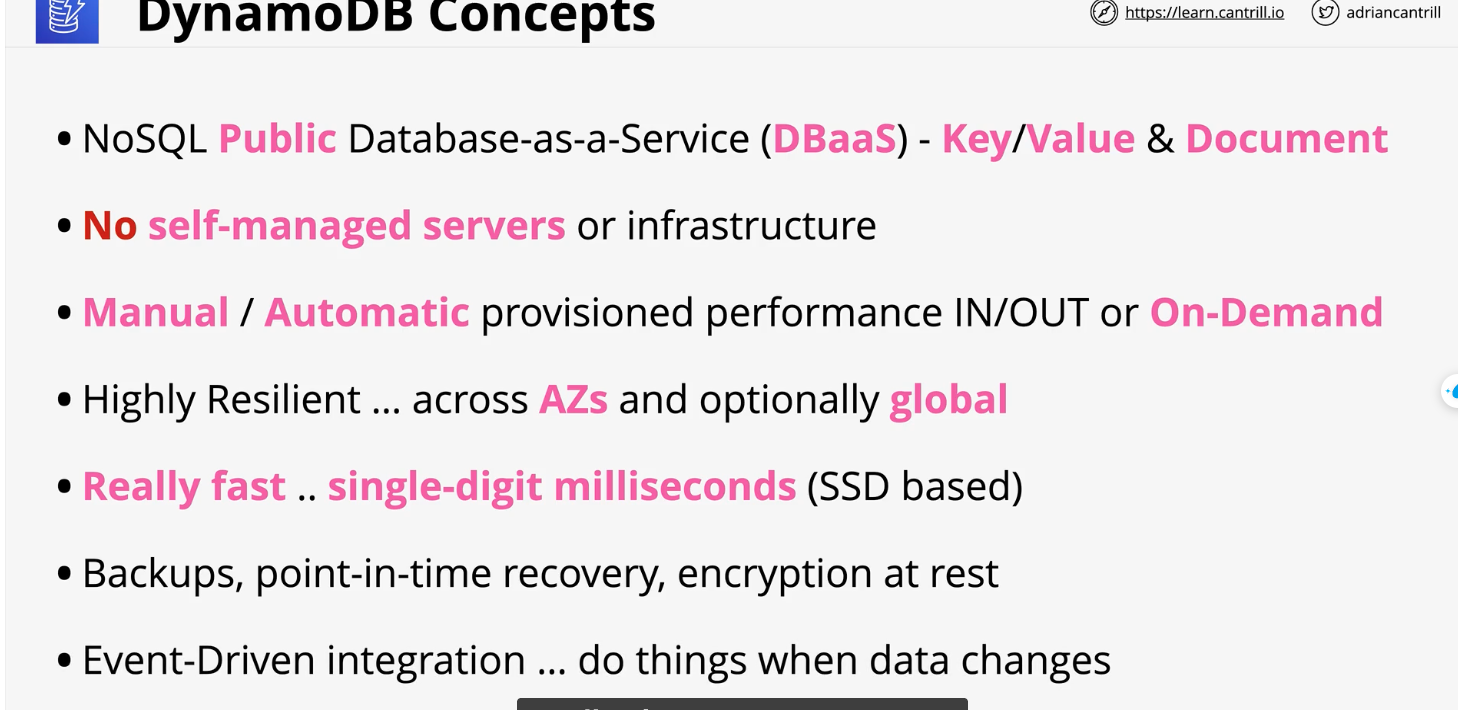 DynamoDB Concepts
https://learn.cantrill.io adriancantrill
• NoSQL Public Database-as-a-Service (DBaaS) - Key/Value & Document
• No self-managed servers or infrastructure
• Manual / Automatic provisioned performance IN/OUT or On-Demand
• Highly Resilient ... across AZs and optionally global
• Really fast .. single-digit milliseconds (SSD based)
• Backups, point-in-time recovery, encryption at rest
• Event-Driven integration ... do things when data changes